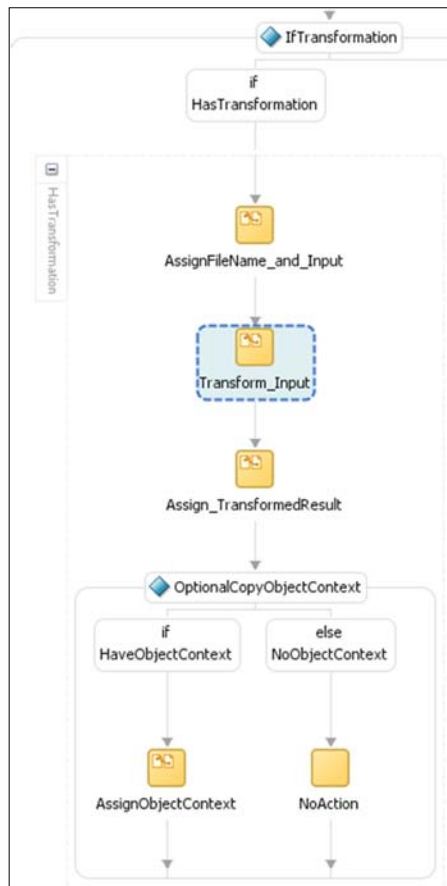 IfTransformation
if
HasTransformation
HasTransformation
AssignFileName_and_Input
Transform_Input
Assign_TransformedResult
OptionalCopyObjectContext
if
HaveObjectContext
else
NoObjectContext
AssignObjectContext
NoAction